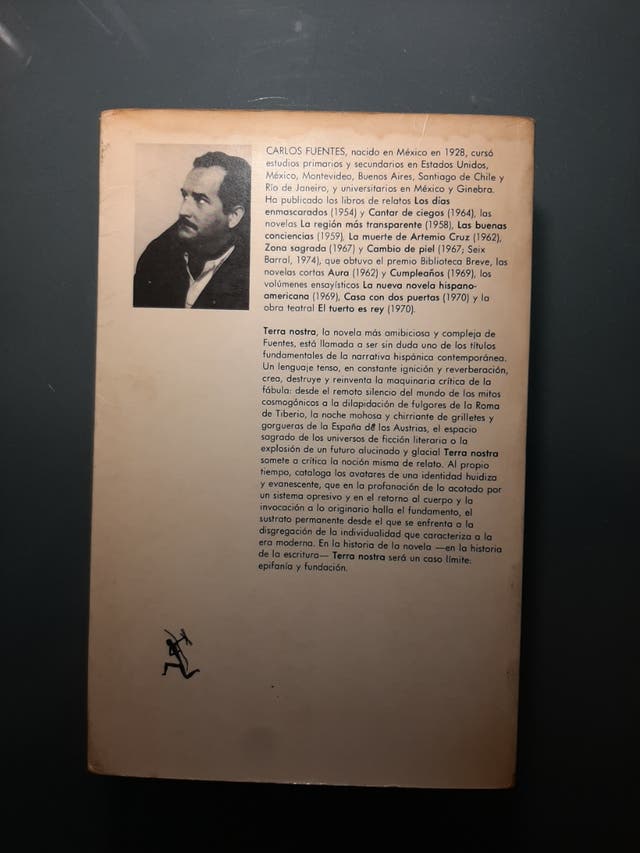 CARLOS FUENTES, nacido en México en 1928, cursó
estudios primarios y secundarios en Estados Unidos,
México, Montevideo, Buenos Aires, Santiago de Chile y
Río de Janeiro, y universitarios en México y Ginebra.
Ha publicado los libros de relatos Los días
enmascarados (1954) y Cantar de ciegos (1964), las
novelas La región más transparente (1958), Las buenas
conciencias (1959), La muerte de Artemio Cruz (1962),
Zona sagrada (1967) y Cambio de piel (1967; Seix
Barral, 1974), que obtuvo el premio Biblioteca Breve, las
novelas cortas Aura (1962) y Cumpleaños (1969), los
volúmenes ensayísticos La nueva novela hispano-
americana (1969), Casa con dos puertas (1970) y la
obra teatral El tuerto es rey (1970).
Terra nostra, la novela más amibiciosa y compleja de
Fuentes, está llamada a ser sin duda uno de los títulos
fundamentales de la narrativa hispánica contemporánea.
Un lenguaje tenso, en constante ignición y reverberación,
crea, destruye y reinventa la maquinaria crítica de la
fábula: desde el remoto silencio del mundo de los mitos
cosmogónicos a la dilapidación de fulgores de la Roma
de Tiberio, la noche mohosa y chirriante de grilletes y
gorgueras de la España de los Austrias, el espacio
sagrado de los universos de ficción literaria o la
explosión de un futuro alucinado y glacial Terra nostra
somete a crítica la noción misma de relato. Al propio
tiempo, cataloga los avatares de una identidad huidiza
y evanescente, que en la profanación de lo acotado por
un sistema opresivo y en el retorno al cuerpo y la
invocación a lo originario halla el fundamento, el
sustrato permanente desde el que se enfrenta a la
disgregación de la individualidad que caracteriza a la
era moderna. En la historia de la novela —en la historia
de la escritura— Terra nostra será un caso límite:
epifanía y fundación.